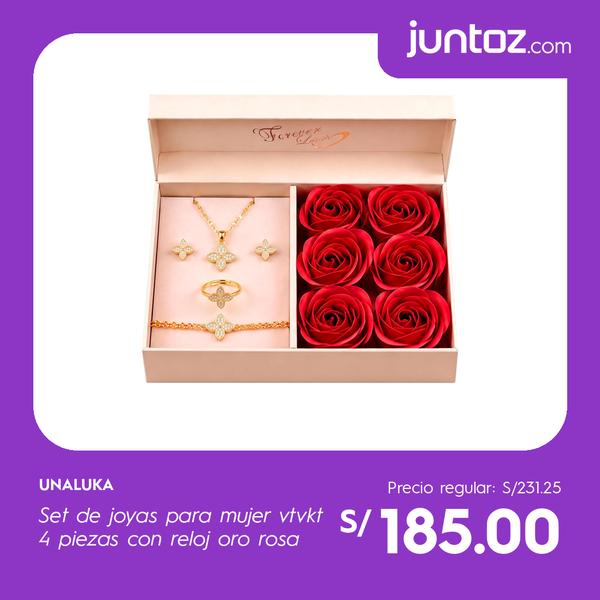 juntoz.com
Forever
UNALUKA
Precio regular: S/231.25
Set de joyas para mujer vtvkt
4 piezas con reloj oro rosa
S/185.00